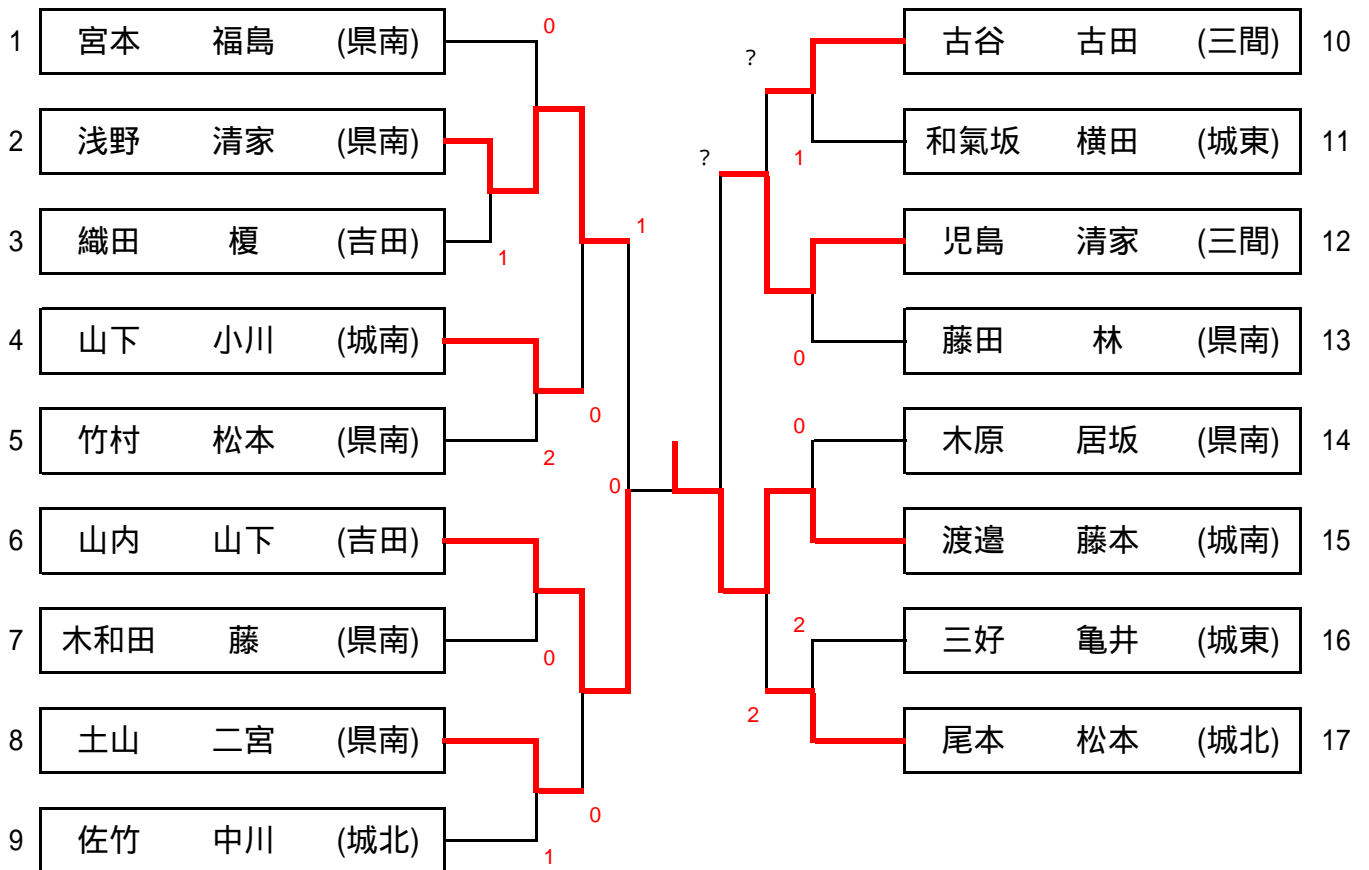 1 宮本 福島 (県南)
2 浅野 清家 (県南)
3 織田 榎 (吉田)
4 山下 小川 (城南)
5 竹村 松本 (県南)
6 山内 山下 (吉田)
7 木和田 藤 (県南)
8 土山 二宮 (県南)
9 佐竹 中川 (城北)
0
1
1
0
2
0
0
0
1
?
?
1
0
0
2
2
古谷 古田 (三間) 10
和氣坂 横田 (城東) 11
児島 清家 (三間) 12
藤田 林 (県南) 13
木原 居坂 (県南) 14
渡邉 藤本 (城南) 15
三好 亀井 (城東) 16
尾本 松本 (城北) 17